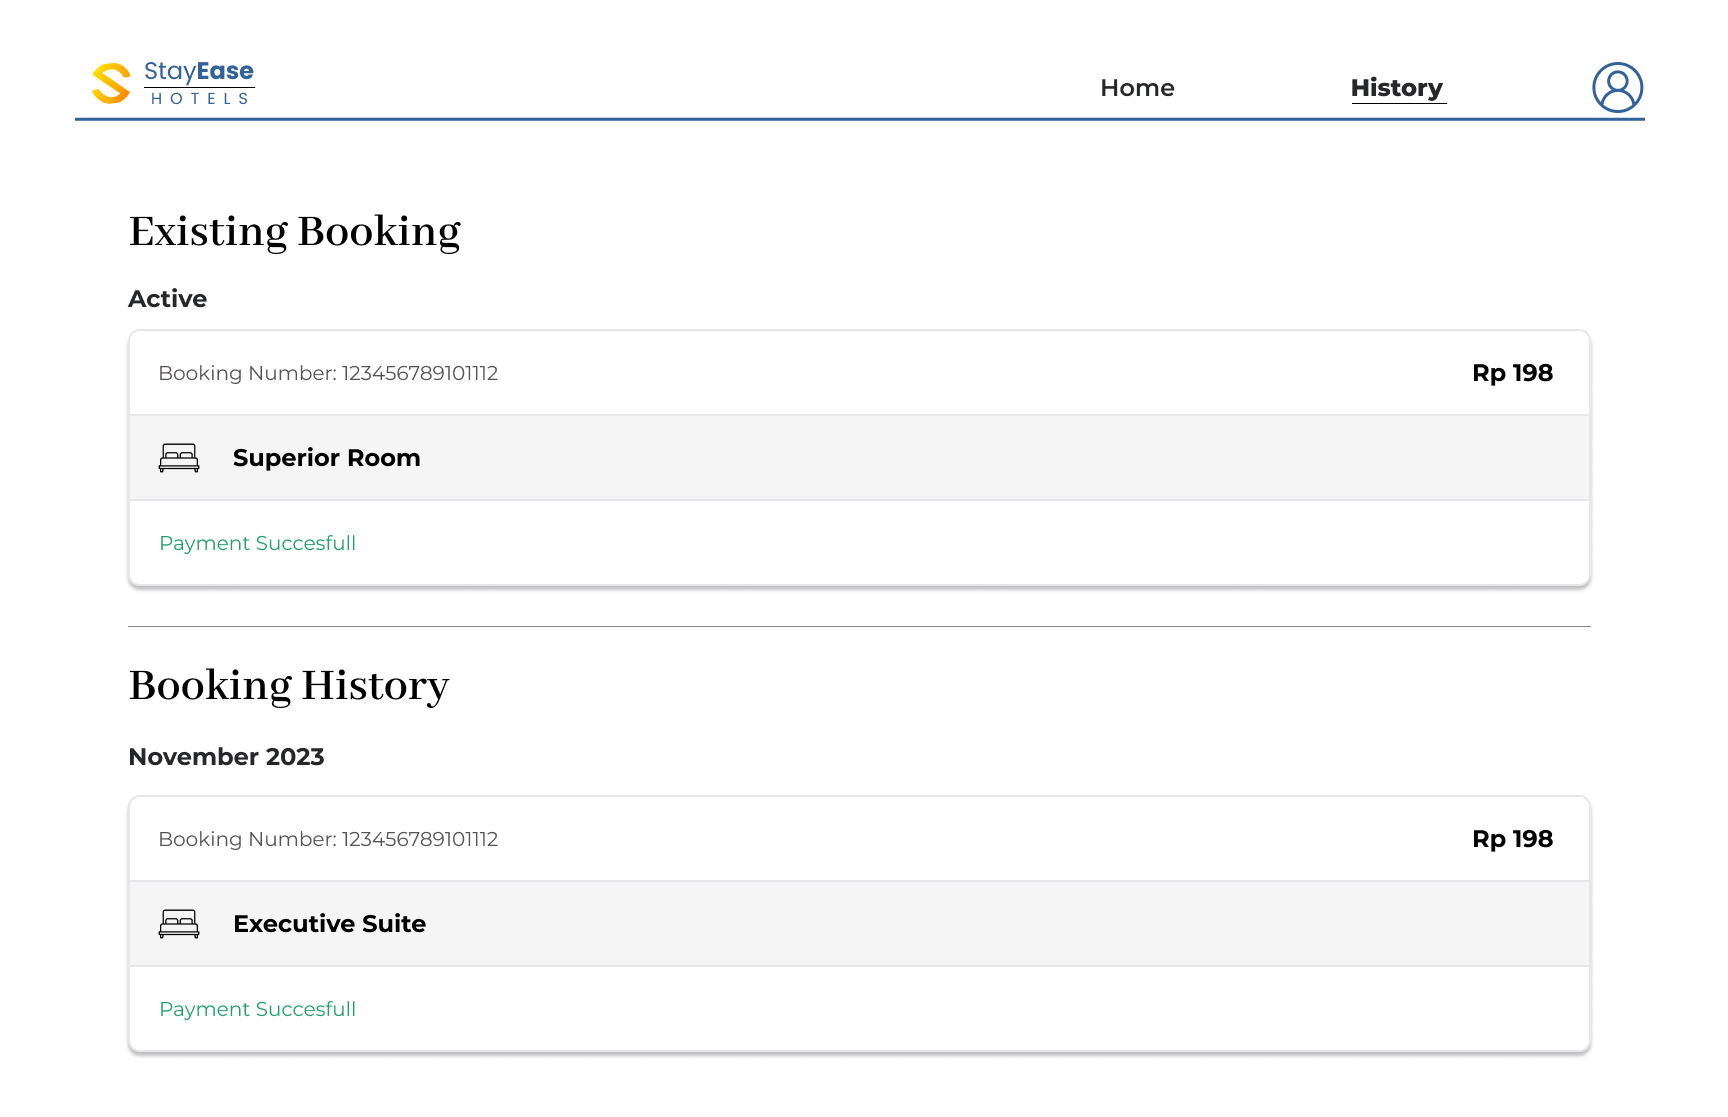 StayEase
HOTELS
Home
History
Existing Booking
Active
Booking Number: 123456789101112
Rp 198
Superior Room
Payment Succesfull
Booking History
November 2023
Booking Number: 123456789101112
Rp 198
Executive Suite
Payment Succesfull